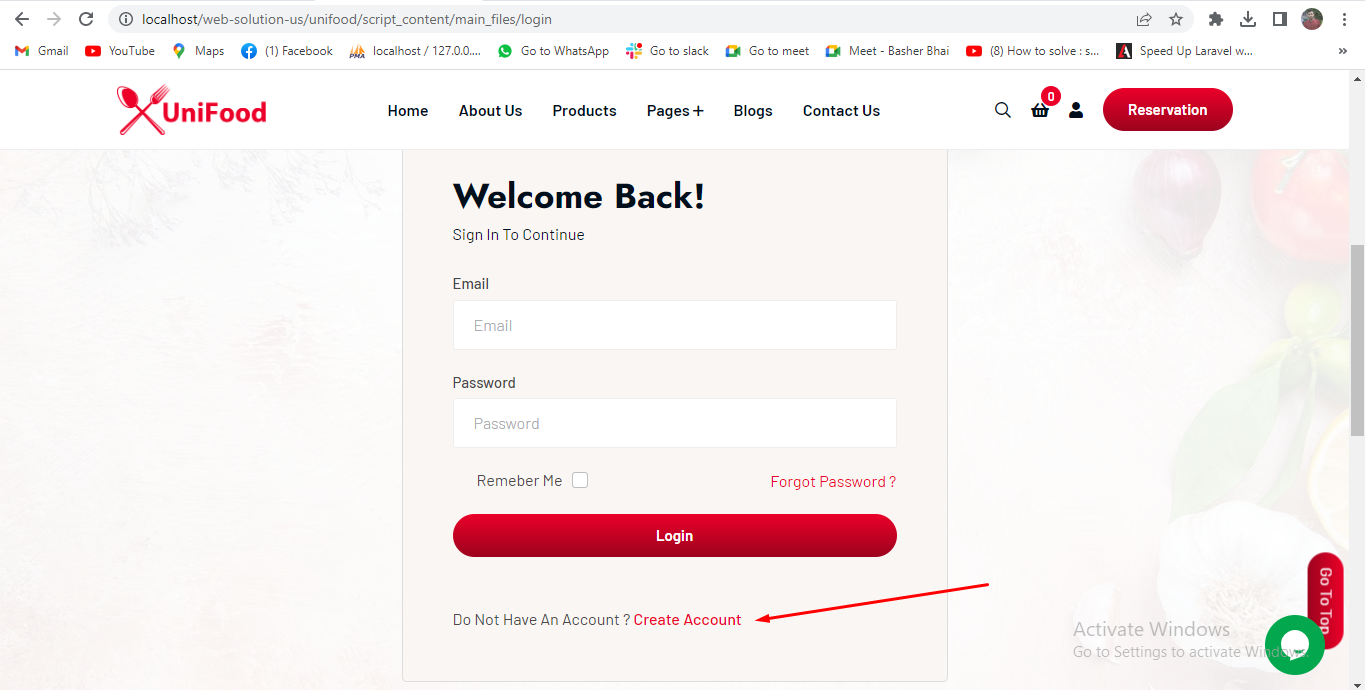 localhost/web-solution-us/unifood/script_content/main_files/login
Gmail YouTube Maps (1) Facebook localhost / 127.0.0.... Go to WhatsApp Go to slack Go to meet Meet - Basher Bhai (8) How to solve : s... Speed Up Laravel w... »
PMA
UniFood Home About Us Products Pages + Blogs Contact Us 0 Reservation
Welcome Back!
Sign In To Continue
Email
Email
Password
Password
Remeber Me Forgot Password ?
Login
Do Not Have An Account ? Create Account
Go To Top
Activate Windows
Go to Settings to activate Windows.